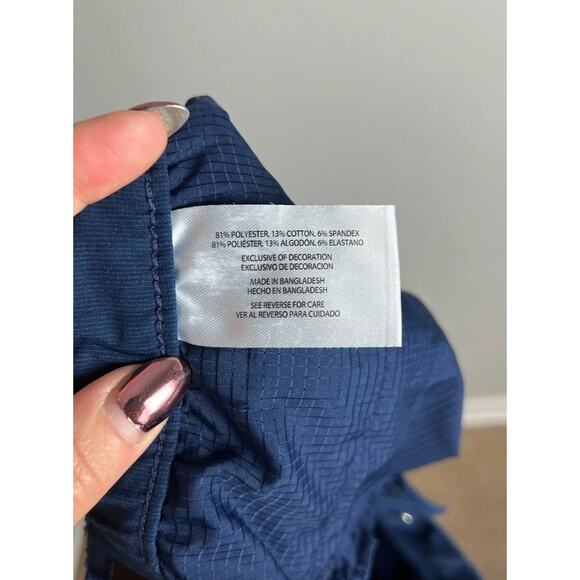 81% POLYESTER, 13% COTTON, 6% SPANDEX
81% POLIÉSTER, 13% ALGODÓN, 6% ELASTANO
EXCLUSIVE OF DECORATION
EXCLUSIVO DE DECORACION
MADE IN BANGLADESH
HECHO EN BANGLADESH
SEE REVERSE FOR CARE
VER AL REVERSO PARA CUIDADO